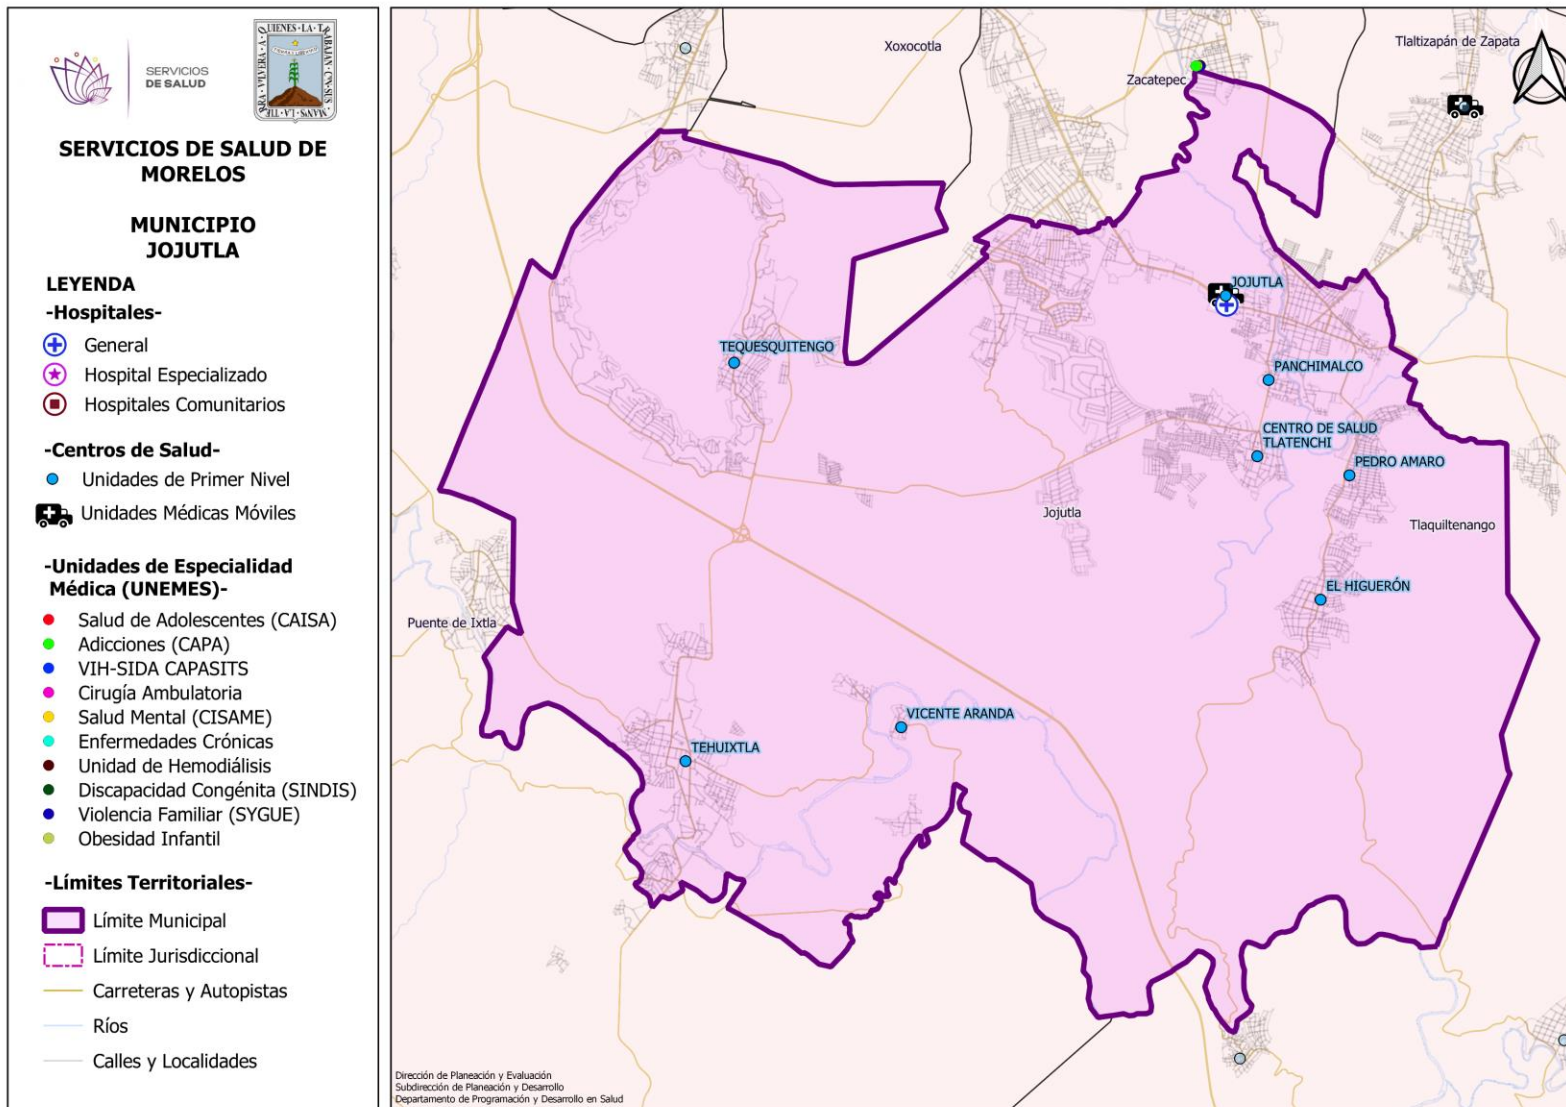 SERVICIOS
DE SALUD
SERVICIOS DE SALUD DE
MORELOS
MUNICIPIO
JOJUTLA
LEYENDA
-Hospitales-
General
Hospital Especializado
Hospitales Comunitarios
-Centros de Salud-
Unidades de Primer Nivel
Unidades Médicas Móviles
-Unidades de Especialidad
Médica (UNEMES)-
Salud de Adolescentes (CAISA)
Adicciones (CAPA)
VIH-SIDA CAPASITS
Cirugía Ambulatoria
Salud Mental (CISAME)
Enfermedades Crónicas
Unidad de Hemodiálisis
Discapacidad Congénita (SINDIS)
Violencia Familiar (SYGUE)
Obesidad Infantil
-Límites Territoriales-
Límite Municipal
Límite Jurisdiccional
Carreteras y Autopistas
Ríos
Calles y Localidades
Xoxocotla
Tlaltizapán de Zapata
Zacatepec
JOJUTLA
TEQUESQUITENGO
PANCHIMALCO
CENTRO DE SALUD
TLATENCHI
PEDRO AMARO
Jojutla
Tlaquiltenango
EL HIGUERÓN
Puente de Ixtla
VICENTE ARANDA
TEHUIXTLA
Dirección de Planeación y Evaluación
Subdirección de Planeación y Desarrollo
Departamento de Programación y Desarrollo en Salud